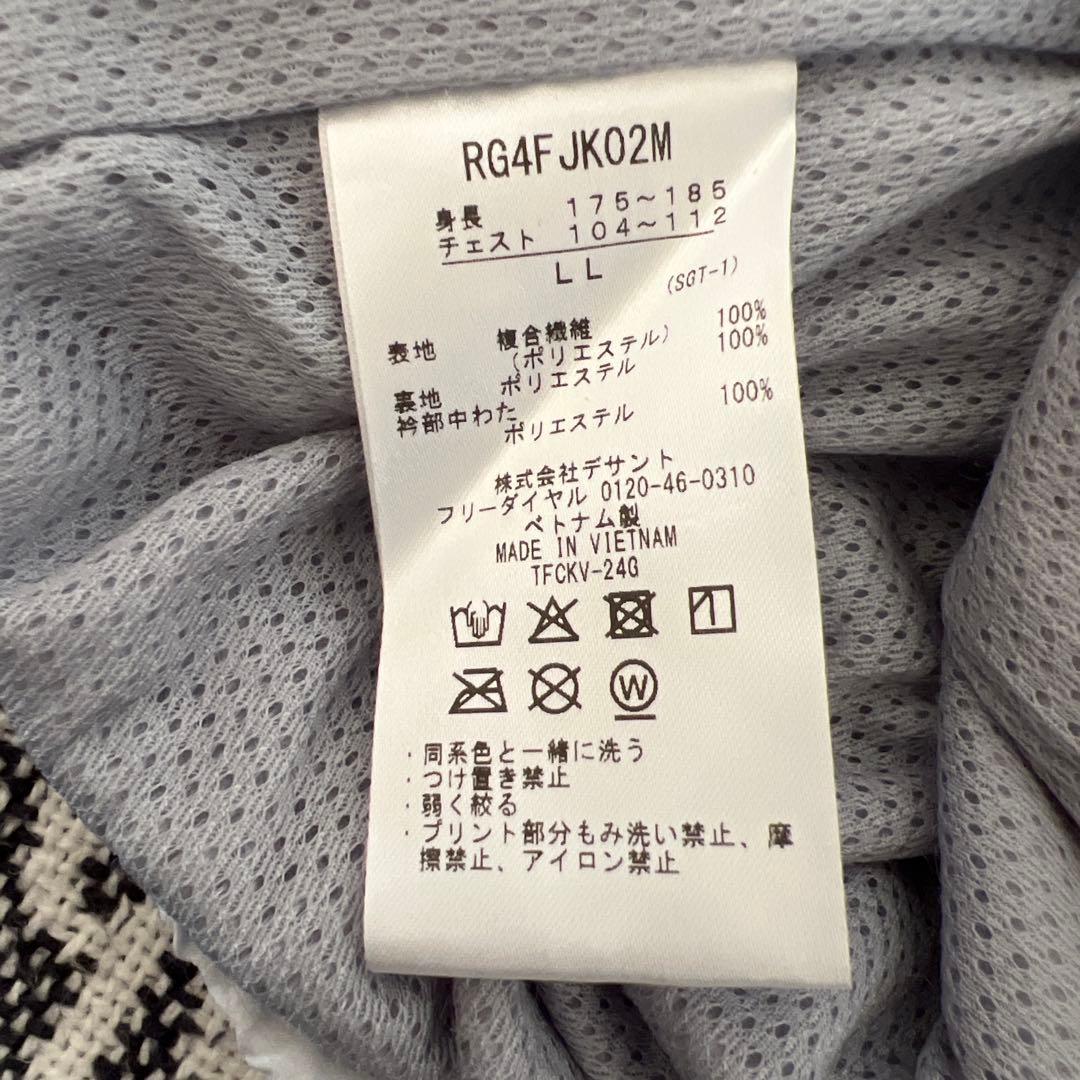 RG4FJK02M
身長 175～185
チェスト 104～112
LL
(SGT-1)
表地 複合繊維 100%
(ポリエステル)
裏地 ポリエステル 100%
衿部中わた ポリエステル 100%
株式会社デサント
フリーダイヤル 0120-46-0310
ベトナム製
MADE IN VIETNAM
TFCKV-24G
W
・同系色と一緒に洗う
・つけ置き禁止
・弱く絞る
・プリント部分もみ洗い禁止、摩
擦禁止、アイロン禁止